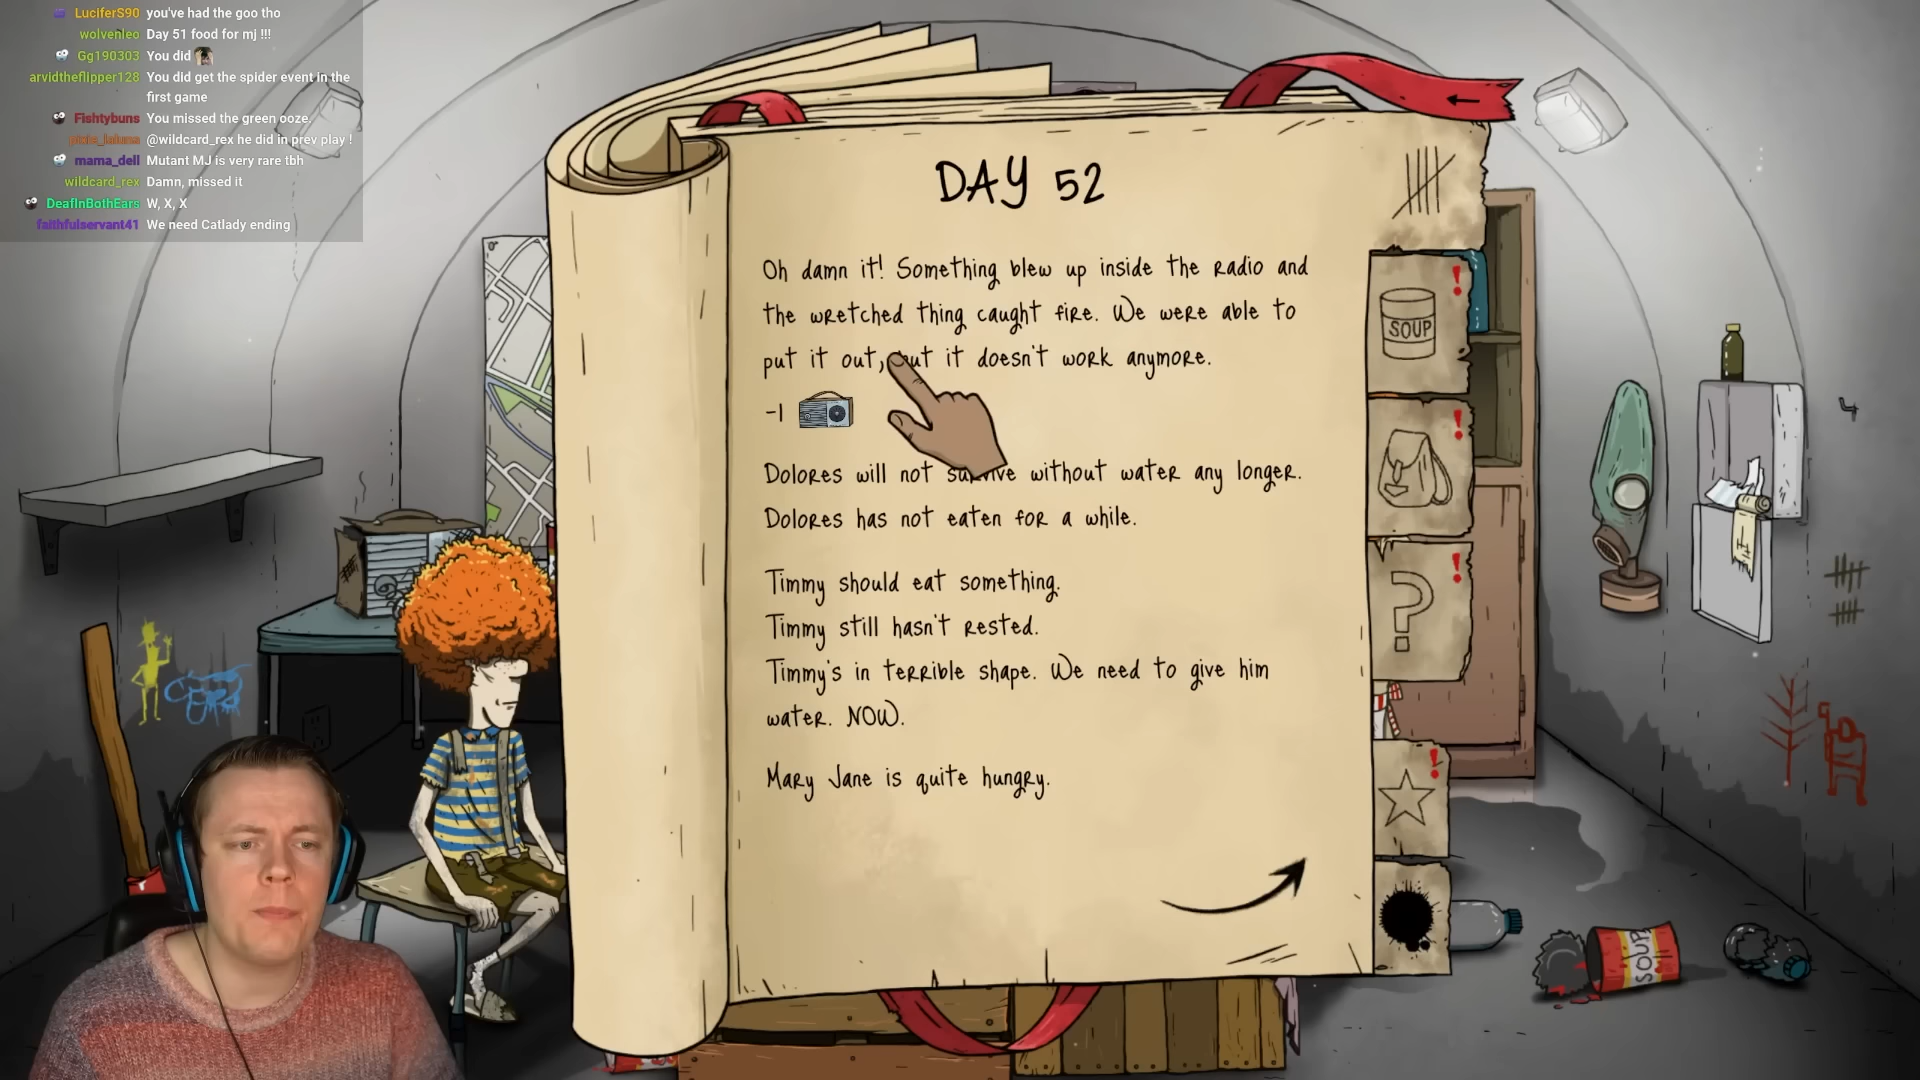 LuciferS90 you've had the goo tho
wolvenleo Day 51 food for mj !!!
Gg190303 You did
arvidtheflipper128 You did get the spider event in the
first game
Fishtybuns You missed the green ooze.
@wildcard_rex he did in prev play !
mama_dell Mutant MJ is very rare tbh
wildcard_rex Damn, missed it
DeafInBothEars W, X, X
faithfulservant41 We need Catlady ending
DAY 52
Oh damn it! Something blew up inside the radio and
the wretched thing caught fire. We were able to
put it out, but it doesn't work anymore.
-1
Dolores will not survive without water any longer.
Dolores has not eaten for a while.
Timmy should eat something.
Timmy still hasn't rested.
Timmy's in terrible shape. We need to give him
water. NOW.
Mary Jane is quite hungry.
!
SOUP
!
!
?
!
SOUP